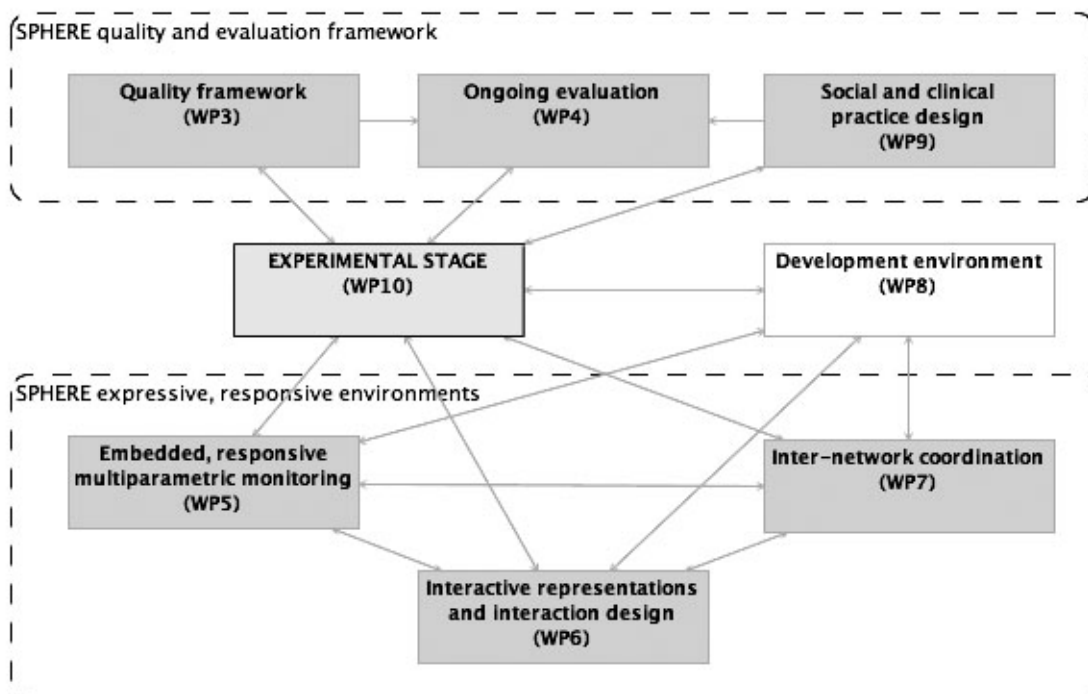 SPHERE quality and evaluation framework
Quality framework
(WP3)
Ongoing evaluation
(WP4)
Social and clinical
practice design
(WP9)
EXPERIMENTAL STAGE
(WP10)
Development environment
(WP8)
SPHERE expressive, responsive environments
Embedded, responsive
multiparametric monitoring
(WP5)
Inter-network coordination
(WP7)
Interactive representations
and interaction design
(WP6)